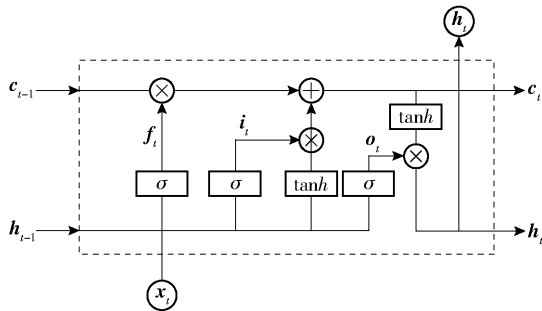 h_t
c_{t-1}
×
+
c_t
f_t
i_t
×
o_t
tanh
×
σ
σ
tanh
σ
h_{t-1}
h_t
x_t